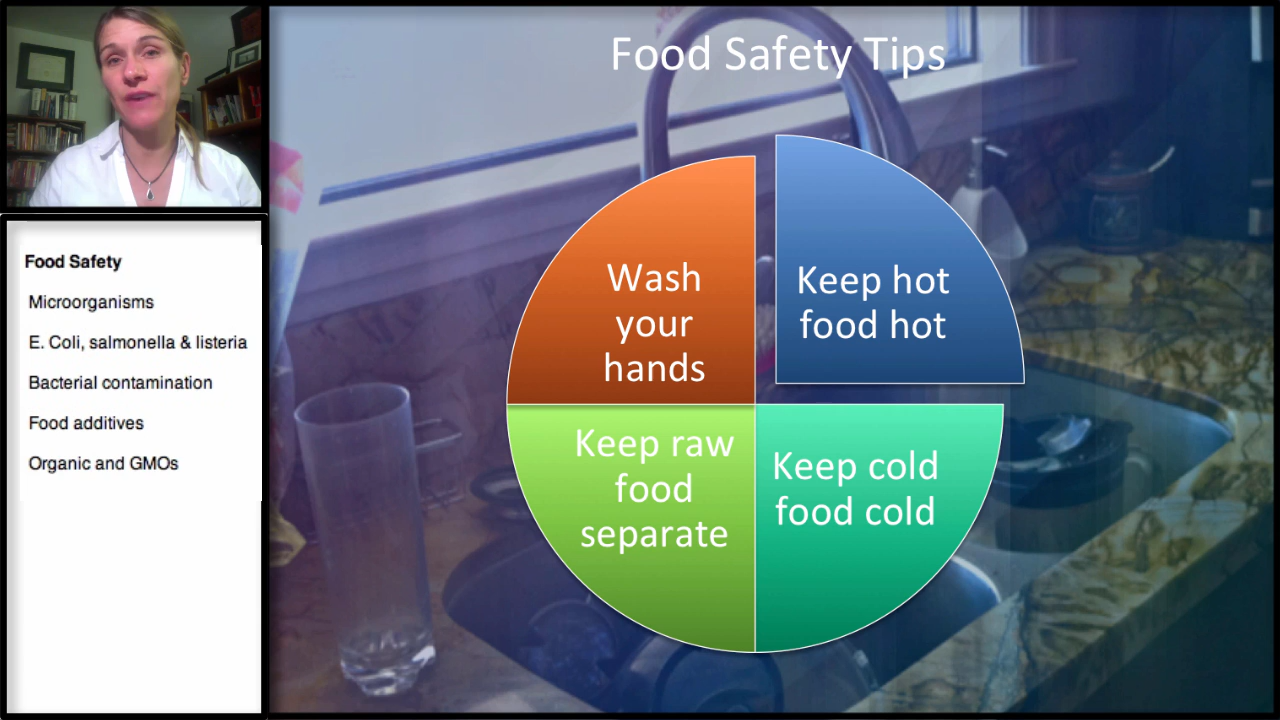 Food Safety Tips
Wash
your
hands
Keep hot
food hot
Keep raw
food
separate
Keep cold
food cold
Food Safety
Microorganisms
E. Coli, salmonella & listeria
Bacterial contamination
Food additives
Organic and GMOs